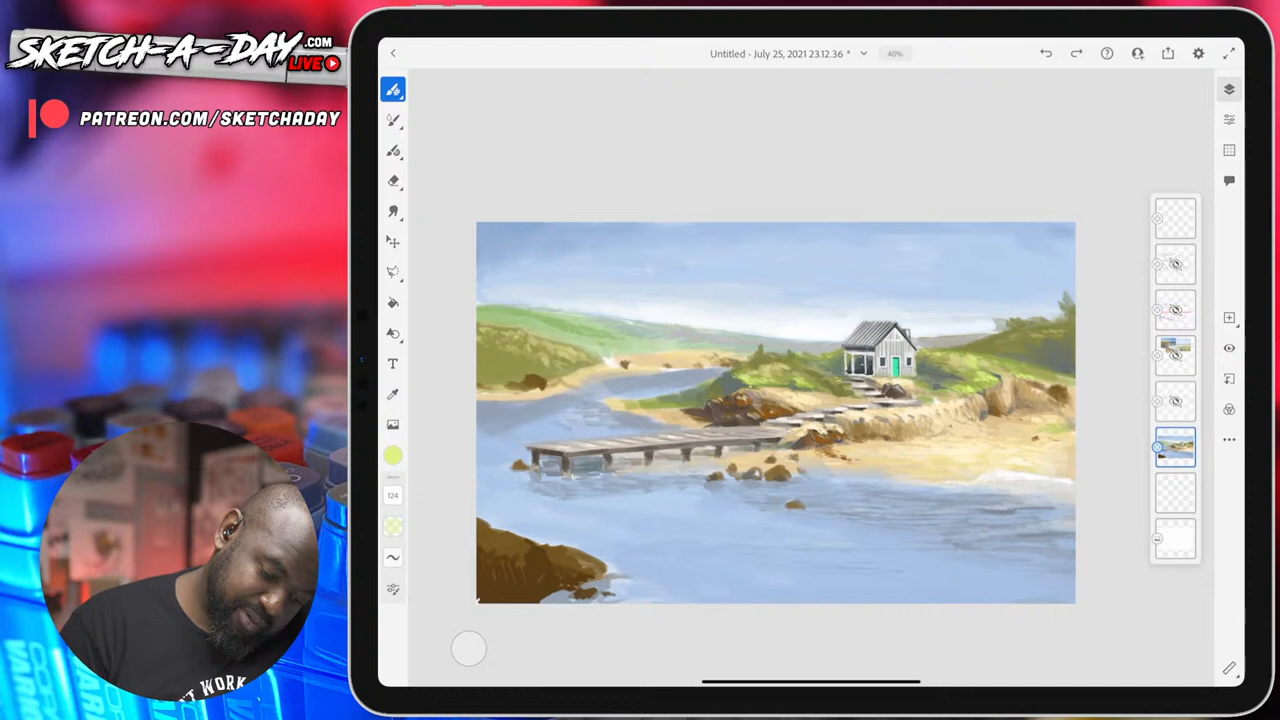 SKETCH-A-DAY.COM
LIVE
PATREON.COM/SKETCHADAY
Untitled - July 25, 2021 23.12.36 *
40%
T
124
WORK